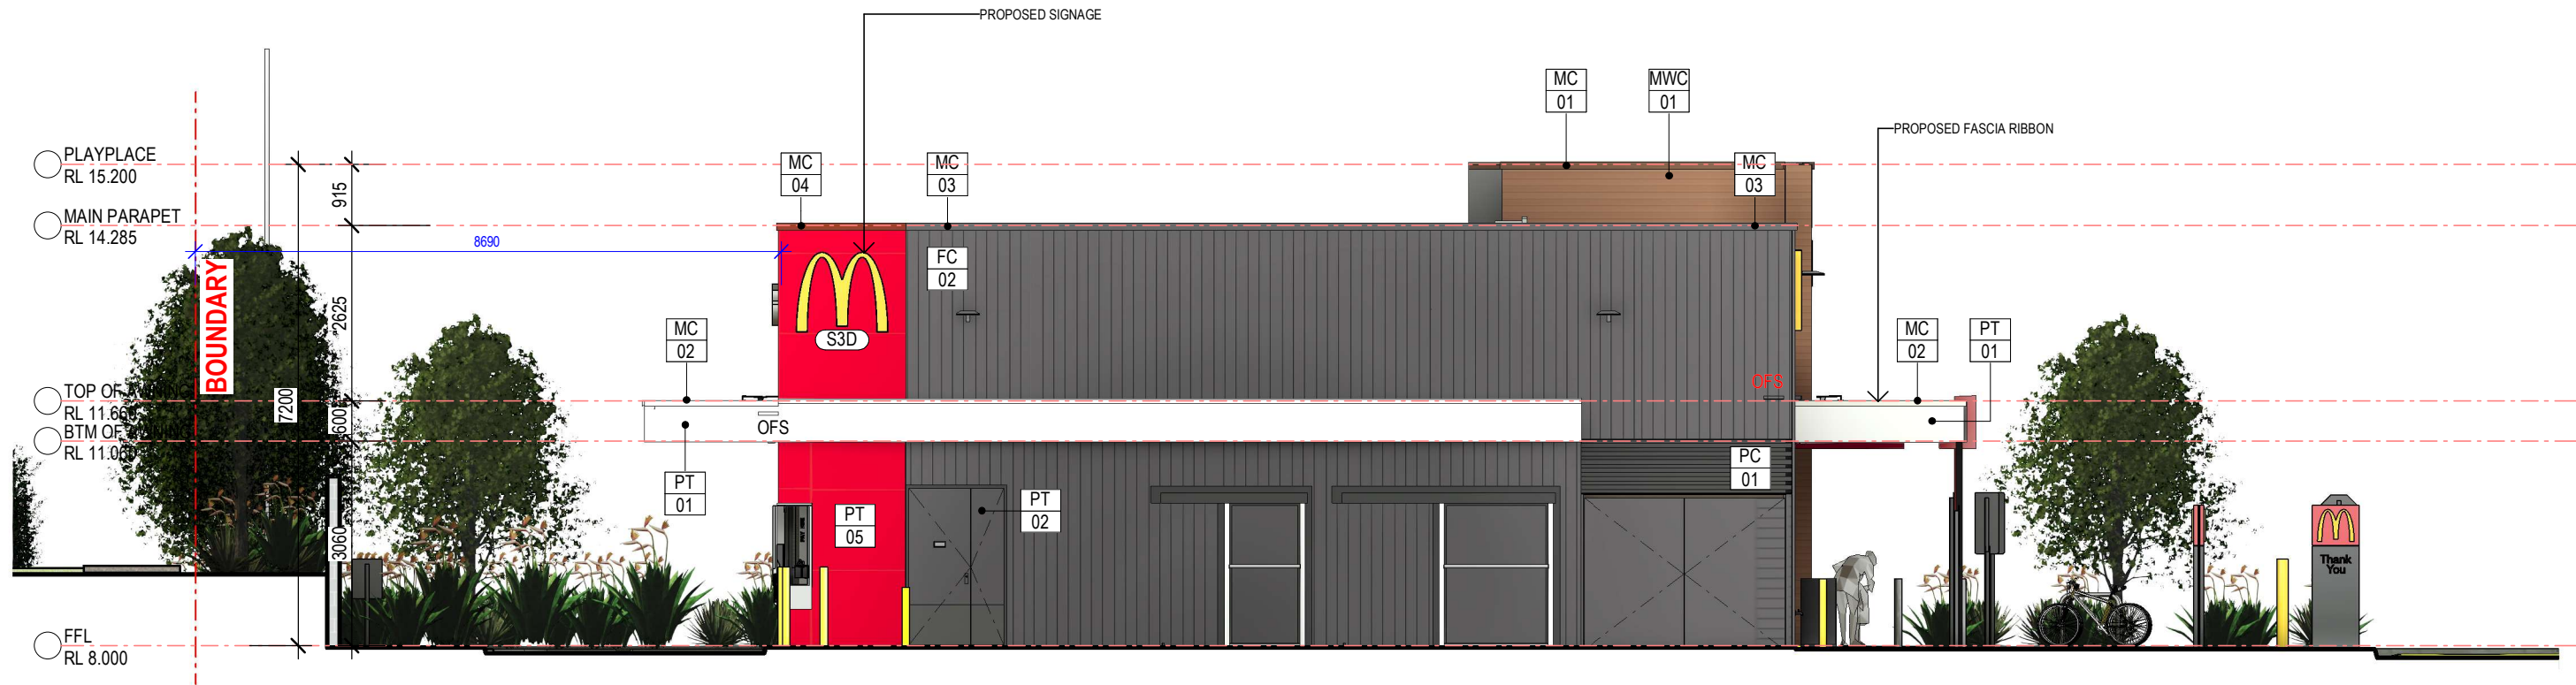 PROPOSED SIGNAGE
MC
01
MWC
01
PROPOSED FASCIA RIBBON
PLAYPLACE
RL 15.200
915
MC
04
MC
03
MC
03
MAIN PARAPET
RL 14.285
8690
BOUNDARY
FC
02
2625
S3D
MC
02
MC
02
PT
01
OFS
TOP OF
RL 11.66
7200
600
OFS
BTM OF
RL 11.06
PT
01
PC
01
PT
02
PT
05
3060
Thank
You
FFL
RL 8.000